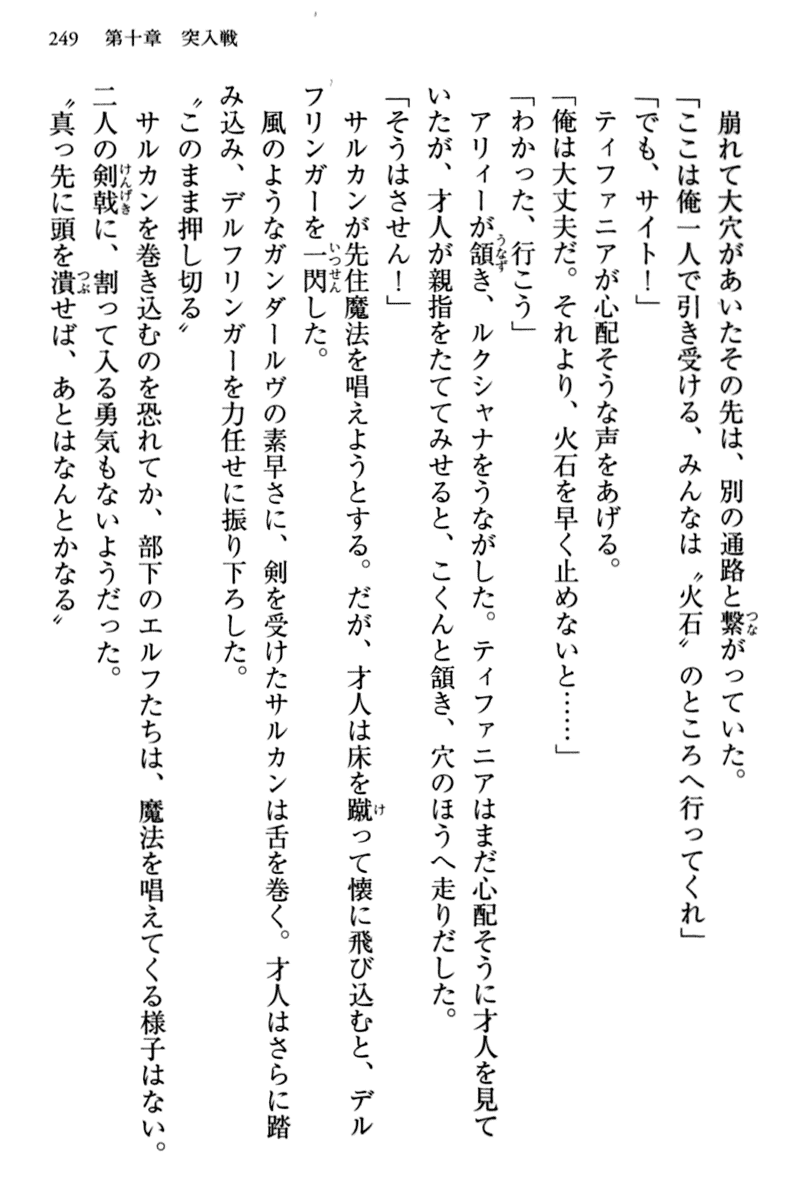 249　第十章　突入戦
崩れて大穴があいたその先は、別の通路と繋がっていた。
「ここは俺一人で引き受ける、みんなは〝火石〟のところへ行ってくれ」
「でも、サイト！」
ティファニアが心配そうな声をあげる。
「俺は大丈夫だ。それより、火石を早く止めないと……」
「わかった、行こう」
アリィーが頷き、ルクシャナをうながした。ティファニアはまだ心配そうに才人を見て
いたが、才人が親指をたててみせると、こくんと頷き、穴のほうへ走りだした。
「そうはさせん！」
サルカンが先住魔法を唱えようとする。だが、才人は床を蹴って懐に飛び込むと、デル
フリンガーを一閃した。
風のようなガンダールヴの素早さに、剣を受けたサルカンは舌を巻く。才人はさらに踏
み込み、デルフリンガーを力任せに振り下ろした。
〝このまま押し切る〟
サルカンを巻き込むのを恐れてか、部下のエルフたちは、魔法を唱えてくる様子はない。
二人の剣戟に、割って入る勇気もないようだった。
〝真っ先に頭を潰せば、あとはなんとかなる〟